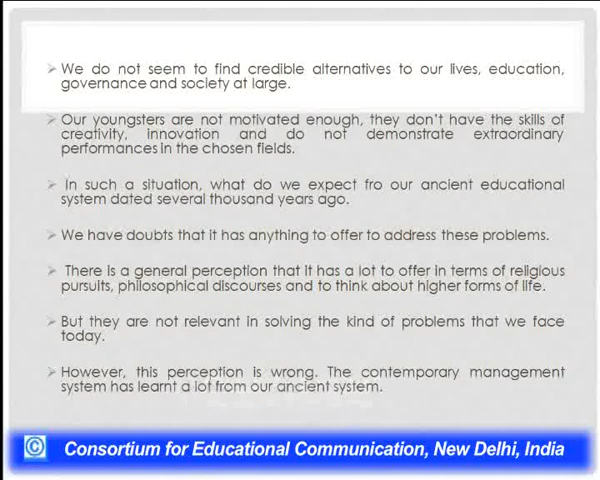 ➢ We do not seem to find credible alternatives to our lives, education,
governance and society at large.
➢ Our youngsters are not motivated enough, they don't have the skills of
creativity, innovation and do not demonstrate extraordinary
performances in the chosen fields.
➢ In such a situation, what do we expect fro our ancient educational
system dated several thousand years ago.
➢ We have doubts that it has anything to offer to address these problems.
➢ There is a general perception that it has a lot to offer in terms of religious
pursuits, philosophical discourses and to think about higher forms of life.
➢ But they are not relevant in solving the kind of problems that we face
today.
➢ However, this perception is wrong. The contemporary management
system has learnt a lot from our ancient system.
© Consortium for Educational Communication, New Delhi, India